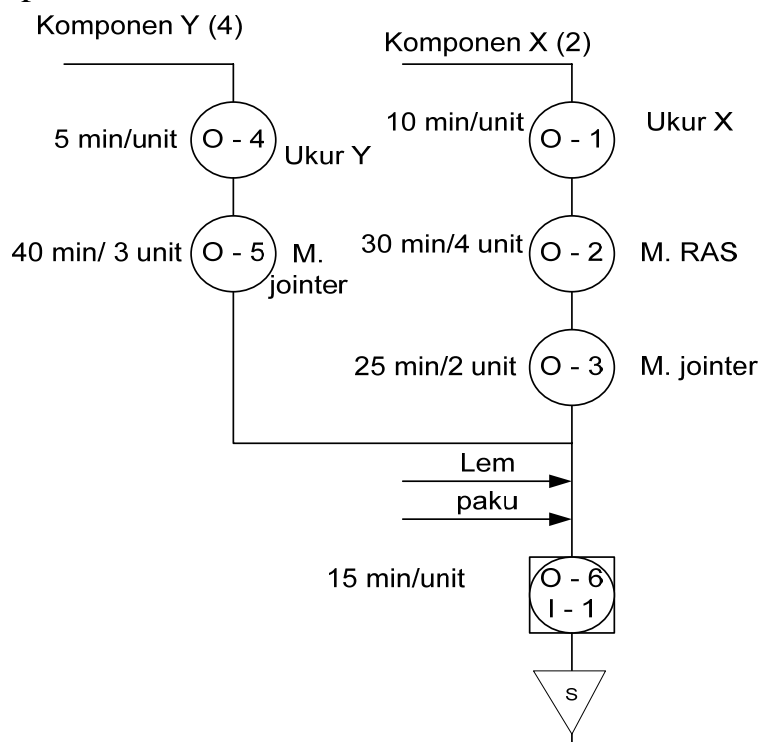 Komponen Y (4)
Komponen X (2)
5 min/unit
O - 4
Ukur Y
10 min/unit
O - 1
Ukur X
40 min/ 3 unit
O - 5
M.
jointer
30 min/4 unit
O - 2
M. RAS
25 min/2 unit
O - 3
M. jointer
Lem
paku
15 min/unit
O - 6
I - 1
S